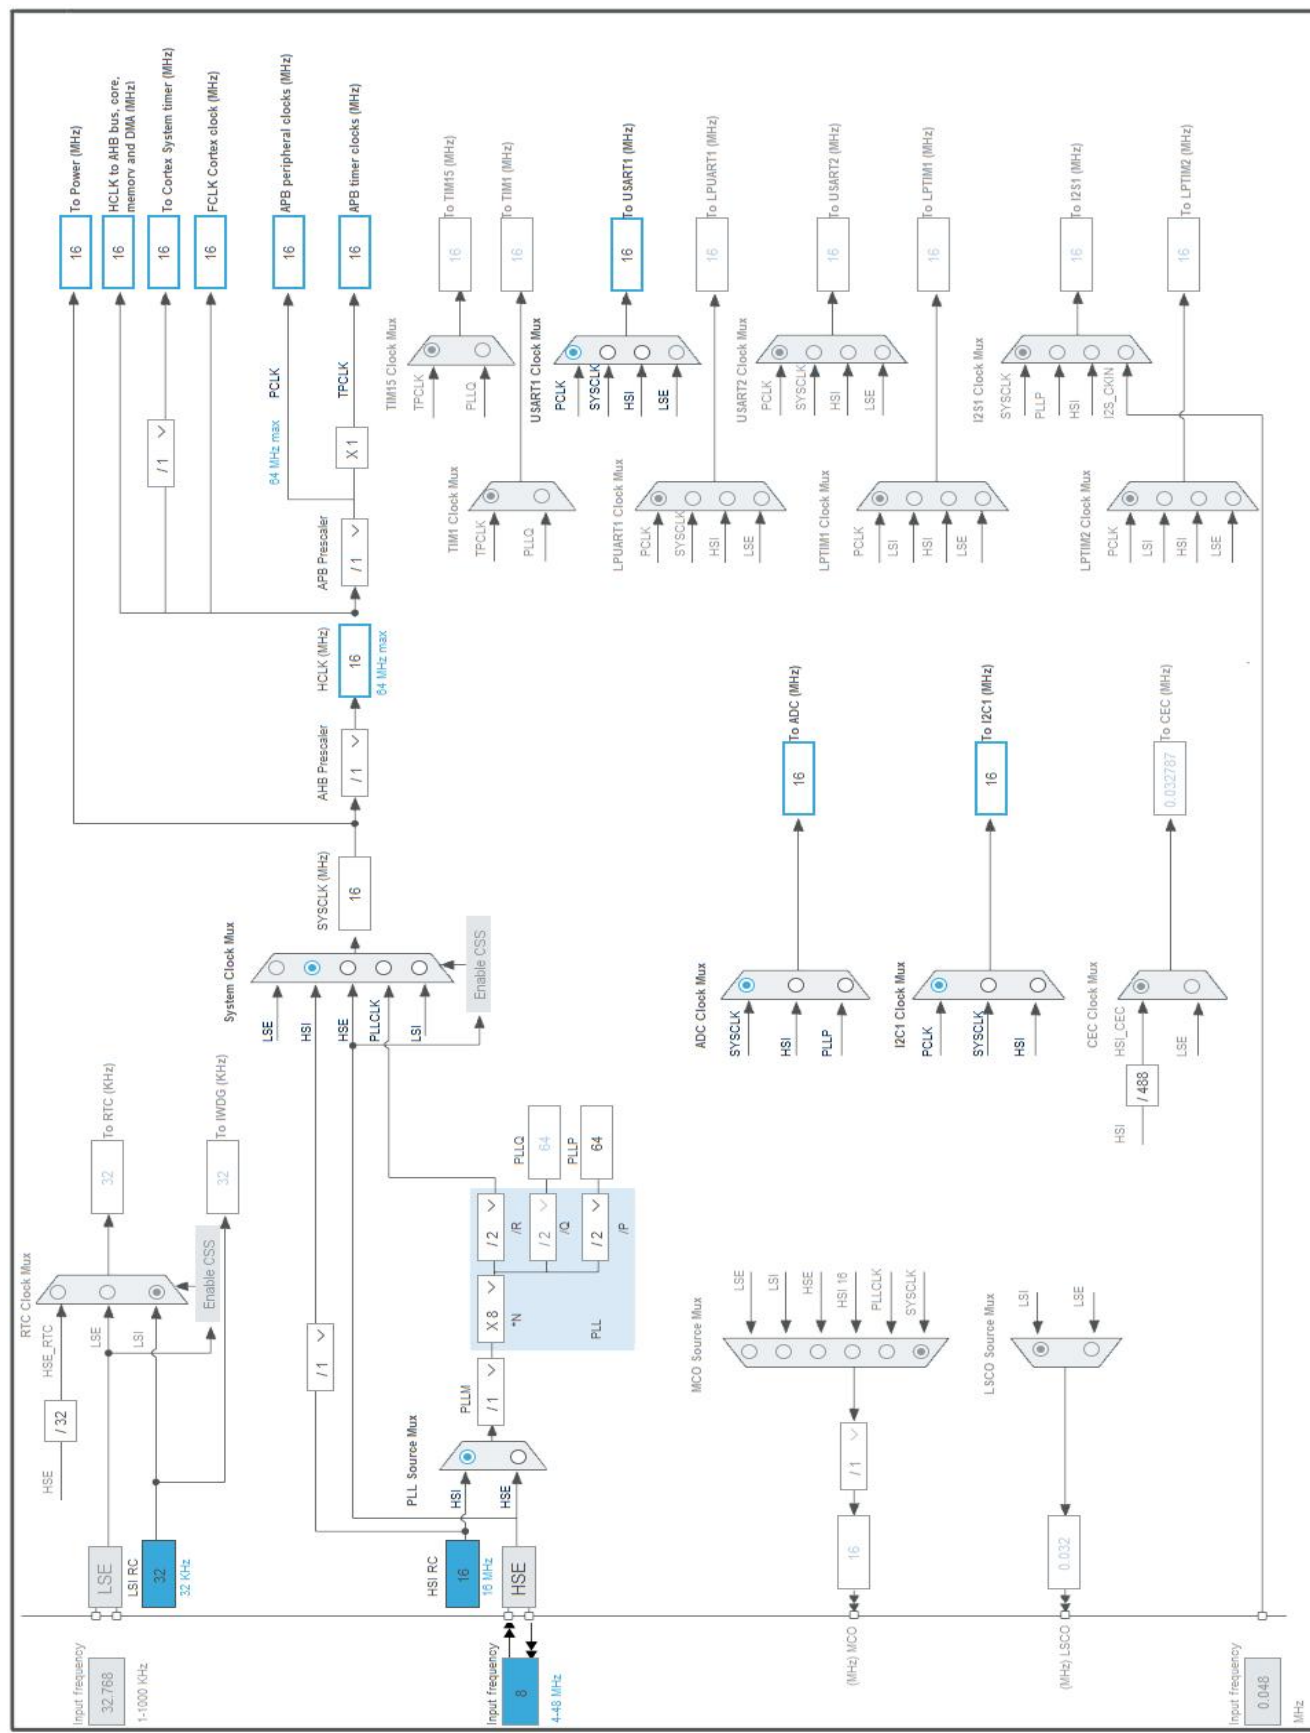 Input frequency
32.768
1-1000 KHz
LSE
LSI RC
32
32 KHz
HSE
/ 32
HSE_RTC
LSE
LSI
RTC Clock Mux
Enable CSS
32
To RTC (KHz)
32
To IWDG (KHz)
Input frequency
8
4-48 MHz
HSI RC
16
16 MHz
HSE
PLL Source Mux
HSI
HSE
PLLM
/ 1
X 8
*N
PLL
/ 2
/R
/ 2
/Q
/ 2
/P
PLLQ
64
PLLP
64
/ 1
System Clock Mux
LSE
HSI
HSE
PLLCLK
LSI
Enable CSS
SYSCLK (MHz)
16
AHB Prescaler
/ 1
HCLK (MHz)
16
64 MHz max
APB Prescaler
/ 1
/ 1
X 1
64 MHz max
PCLK
TPCLK
16
To Power (MHz)
16
HCLK to AHB bus, core,
memory and DMA (MHz)
16
To Cortex System timer (MHz)
16
FCLK Cortex clock (MHz)
16
APB peripheral clocks (MHz)
16
APB timer clocks (MHz)
TIM15 Clock Mux
TPCLK
PLLQ
16
To TIM15 (MHz)
TIM1 Clock Mux
TPCLK
PLLQ
16
To TIM1 (MHz)
USART1 Clock Mux
PCLK
SYSCLK
HSI
LSE
16
To USART1 (MHz)
LPUART1 Clock Mux
PCLK
SYSCLK
HSI
LSE
16
To LPUART1 (MHz)
USART2 Clock Mux
PCLK
SYSCLK
HSI
LSE
16
To USART2 (MHz)
LPTIM1 Clock Mux
PCLK
LSI
HSI
LSE
16
To LPTIM1 (MHz)
I2S1 Clock Mux
SYSCLK
PLLP
HSI
I2S_CKIN
16
To I2S1 (MHz)
LPTIM2 Clock Mux
PCLK
LSI
HSI
LSE
16
To LPTIM2 (MHz)
ADC Clock Mux
SYSCLK
HSI
PLLP
16
To ADC (MHz)
I2C1 Clock Mux
PCLK
SYSCLK
HSI
16
To I2C1 (MHz)
CEC Clock Mux
HSI
/ 488
HSI_CEC
LSE
0.032787
To CEC (MHz)
MCO Source Mux
LSE
LSI
HSE
HSI 16
PLLCLK
SYSCLK
/ 1
16
(MHz) MCO
LSCO Source Mux
LSI
LSE
0.032
(MHz) LSCO
Input frequency
0.048
MHz